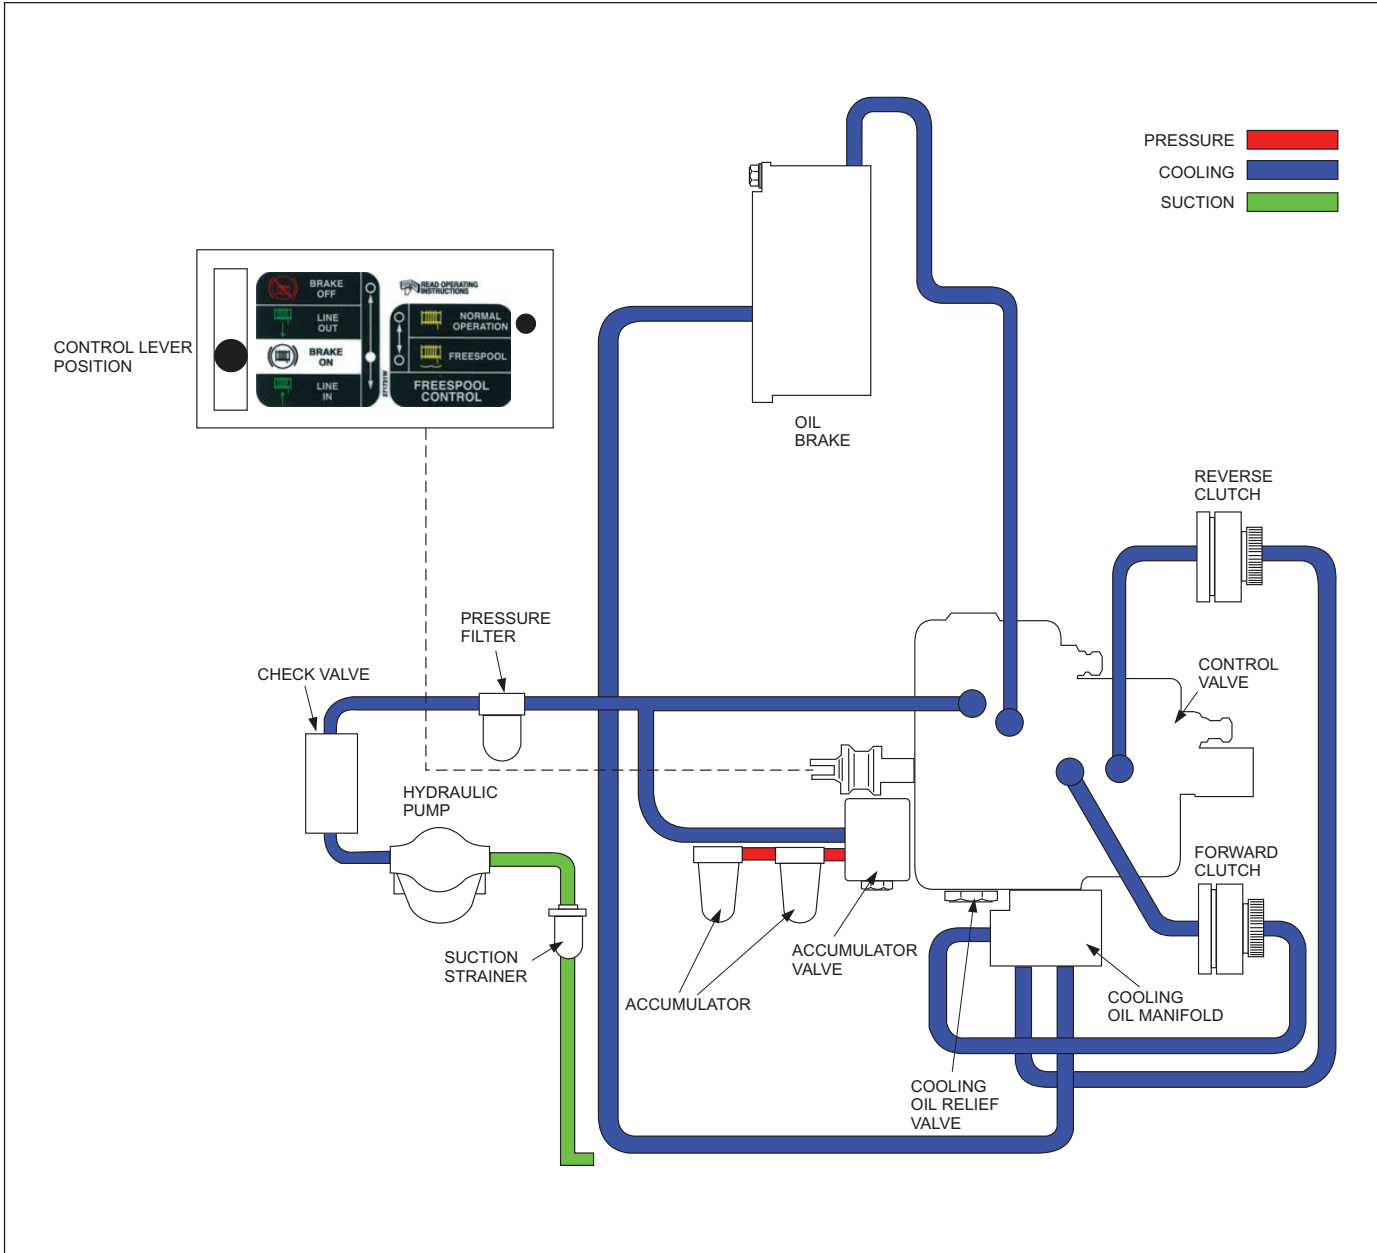 PRESSURE
COOLING
SUCTION
BRAKE
OFF
LINE
OUT
BRAKE
ON
LINE
IN
READ OPERATING
INSTRUCTIONS
NORMAL
OPERATION
FREESPOOL
FREESPOOL
CONTROL
CONTROL LEVER
POSITION
OIL
BRAKE
REVERSE
CLUTCH
PRESSURE
FILTER
CHECK VALVE
CONTROL
VALVE
HYDRAULIC
PUMP
FORWARD
CLUTCH
SUCTION
STRAINER
ACCUMULATOR
VALVE
ACCUMULATOR
COOLING
OIL MANIFOLD
COOLING
OIL RELIEF
VALVE